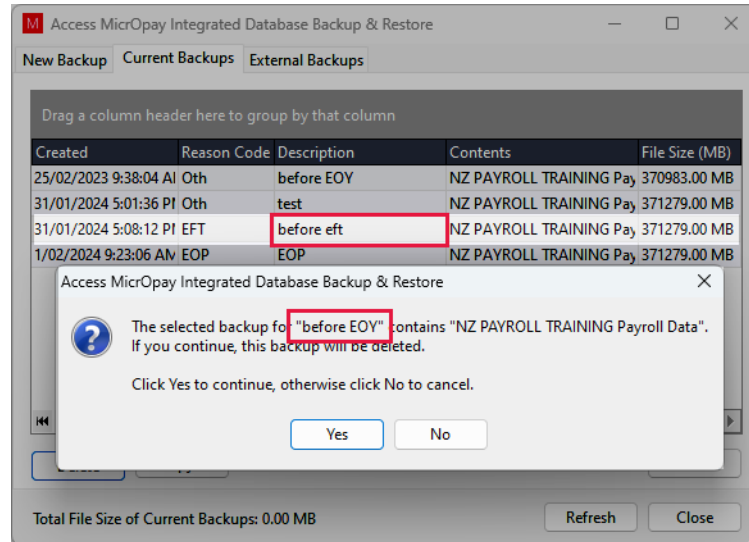 M Access MicrOpay Integrated Database Backup & Restore
New Backup Current Backups External Backups
Drag a column header here to group by that column
Created Reason Code Description Contents File Size (MB)
25/02/2023 9:38:04 AM Oth before EOY NZ PAYROLL TRAINING Pay 370983.00 MB
31/01/2024 5:01:36 PM Oth test NZ PAYROLL TRAINING Pay 371279.00 MB
31/01/2024 5:08:12 PM EFT before eft NZ PAYROLL TRAINING Pay 371279.00 MB
1/02/2024 9:23:06 AM EOP EOP NZ PAYROLL TRAINING Pay 371279.00 MB
Access MicrOpay Integrated Database Backup & Restore
The selected backup for "before EOY" contains "NZ PAYROLL TRAINING Payroll Data".
If you continue, this backup will be deleted.
Click Yes to continue, otherwise click No to cancel.
Yes No
Total File Size of Current Backups: 0.00 MB Refresh Close